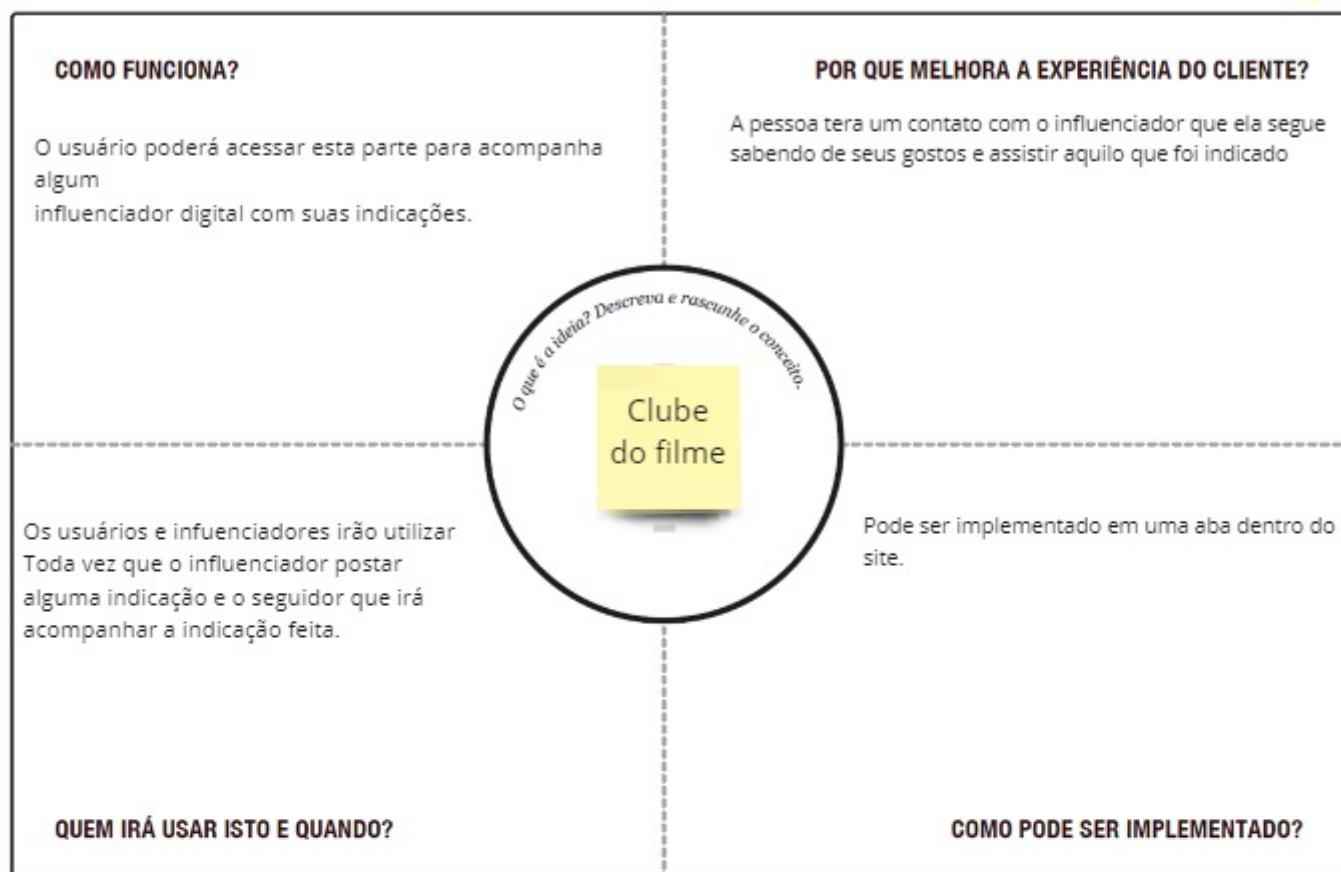 COMO FUNCIONA?
O usuário poderá acessar esta parte para acompanha
algum
influenciador digital com suas indicações.
POR QUE MELHORA A EXPERIÊNCIA DO CLIENTE?
A pessoa tera um contato com o influenciador que ela segue
sabendo de seus gostos e assistir aquilo que foi indicado
O que é a ideia? Descreva e rascunhe o conceito.
Clube
do filme
Os usuários e infuenciadores irão utilizar
Toda vez que o influenciador postar
alguma indicação e o seguidor que irá
acompanhar a indicação feita.
QUEM IRÁ USAR ISTO E QUANDO?
Pode ser implementado em uma aba dentro do
site.
COMO PODE SER IMPLEMENTADO?